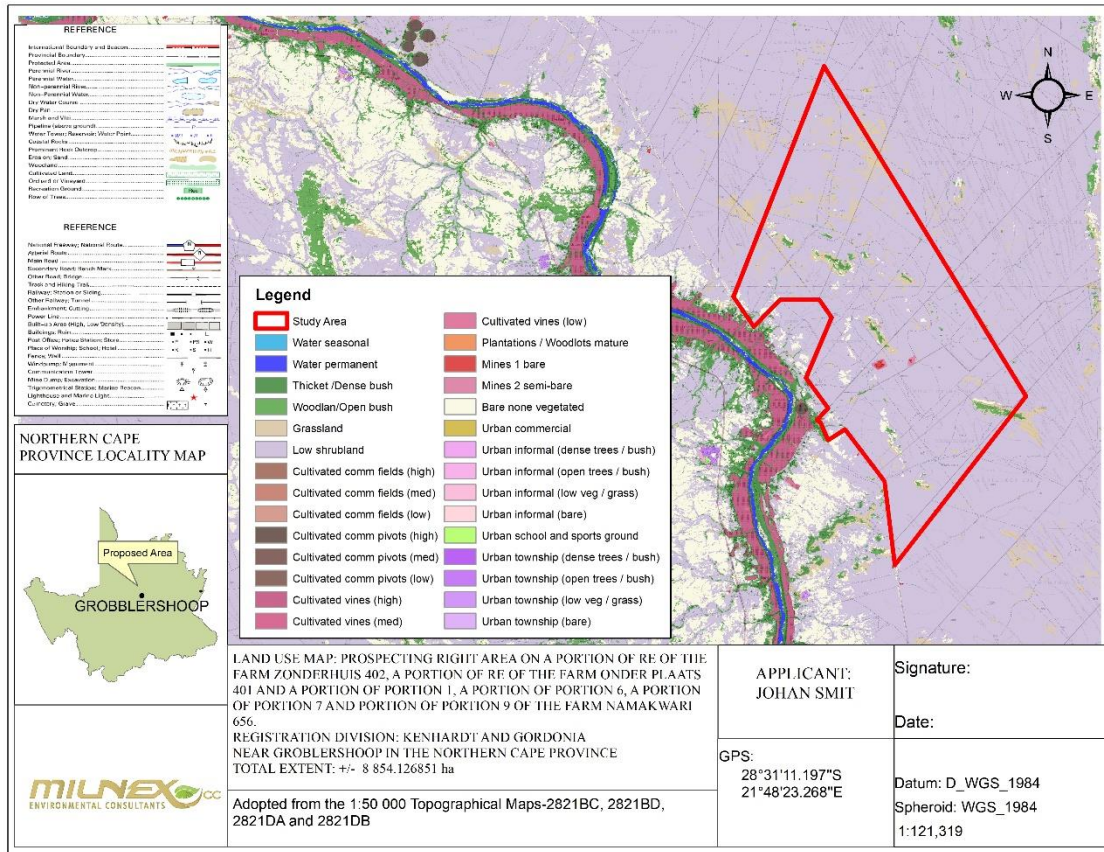 REFERENCE
International Boundary and Beacon
Provincial Boundary
Protected Area
Perennial River
Perennial Water
Non-perennial River
Non-Perennial Water
Dry Water Course
Dry Pan
Marsh and Vlei
Pipeline (above ground)
Water Tower; Reservoir; Water Point
Coastal Rocks
Prominent Rock Outcrop
Erosion; Sand
Woodland
Cultivated Land
Orchard or Vineyard
Recreation Ground
Row of Trees
REFERENCE
National Freeway; National Route
Arterial Route
Main Road
Secondary Road; Bench Mark
Other Road; Bridge
Track and Hiking Trail
Railway; Station or Siding
Other Railway; Tunnel
Embankment; Cutting
Power Line
Builtup Area (High, Low Density)
Buildings; Ruin
Post Office; Police Station; Store
Place of Worship; School; Hotel
Fence; Wall
Windpump; Monument
Communication Tower
Mine Dump; Excavation
Trigonometrical Station; Marine Beacon
Lighthouse and Marine Light
Cemetery; Grave
N
W E
S
Legend
Study Area
Water seasonal
Water permanent
Thicket /Dense bush
Woodlan/Open bush
Grassland
Low shrubland
Cultivated comm fields (high)
Cultivated comm fields (med)
Cultivated comm fields (low)
Cultivated comm pivots (high)
Cultivated comm pivots (med)
Cultivated comm pivots (low)
Cultivated vines (high)
Cultivated vines (med)
Cultivated vines (low)
Plantations / Woodlots mature
Mines 1 bare
Mines 2 semi-bare
Bare none vegetated
Urban commercial
Urban informal (dense trees / bush)
Urban informal (open trees / bush)
Urban informal (low veg / grass)
Urban informal (bare)
Urban school and sports ground
Urban township (dense trees / bush)
Urban township (open trees / bush)
Urban township (low veg / grass)
Urban township (bare)
NORTHERN CAPE
PROVINCE LOCALITY MAP
Proposed Area
GROBBLERSHOOP
MILNEX CC
ENVIRONMENTAL CONSULTANTS
LAND USE MAP: PROSPECTING RIGHT AREA ON A PORTION OF RE OF THE
FARM ZONDERHUIS 402, A PORTION OF RE OF THE FARM ONDER PLAATS
401 AND A PORTION OF PORTION 1, A PORTION OF PORTION 6, A PORTION
OF PORTION 7 AND PORTION OF PORTION 9 OF THE FARM NAMAKWARI
656.
REGISTRATION DIVISION: KENHARDT AND GORDONIA
NEAR GROBLERSHOOP IN THE NORTHERN CAPE PROVINCE
TOTAL EXTENT: +/- 8 854.126851 ha
Adopted from the 1:50 000 Topographical Maps-2821BC, 2821BD,
2821DA and 2821DB
APPLICANT:
JOHAN SMIT
GPS:
28°31'11.197"S
21°48'23.268"E
Signature:
Date:
Datum: D_WGS_1984
Spheroid: WGS_1984
1:121,319